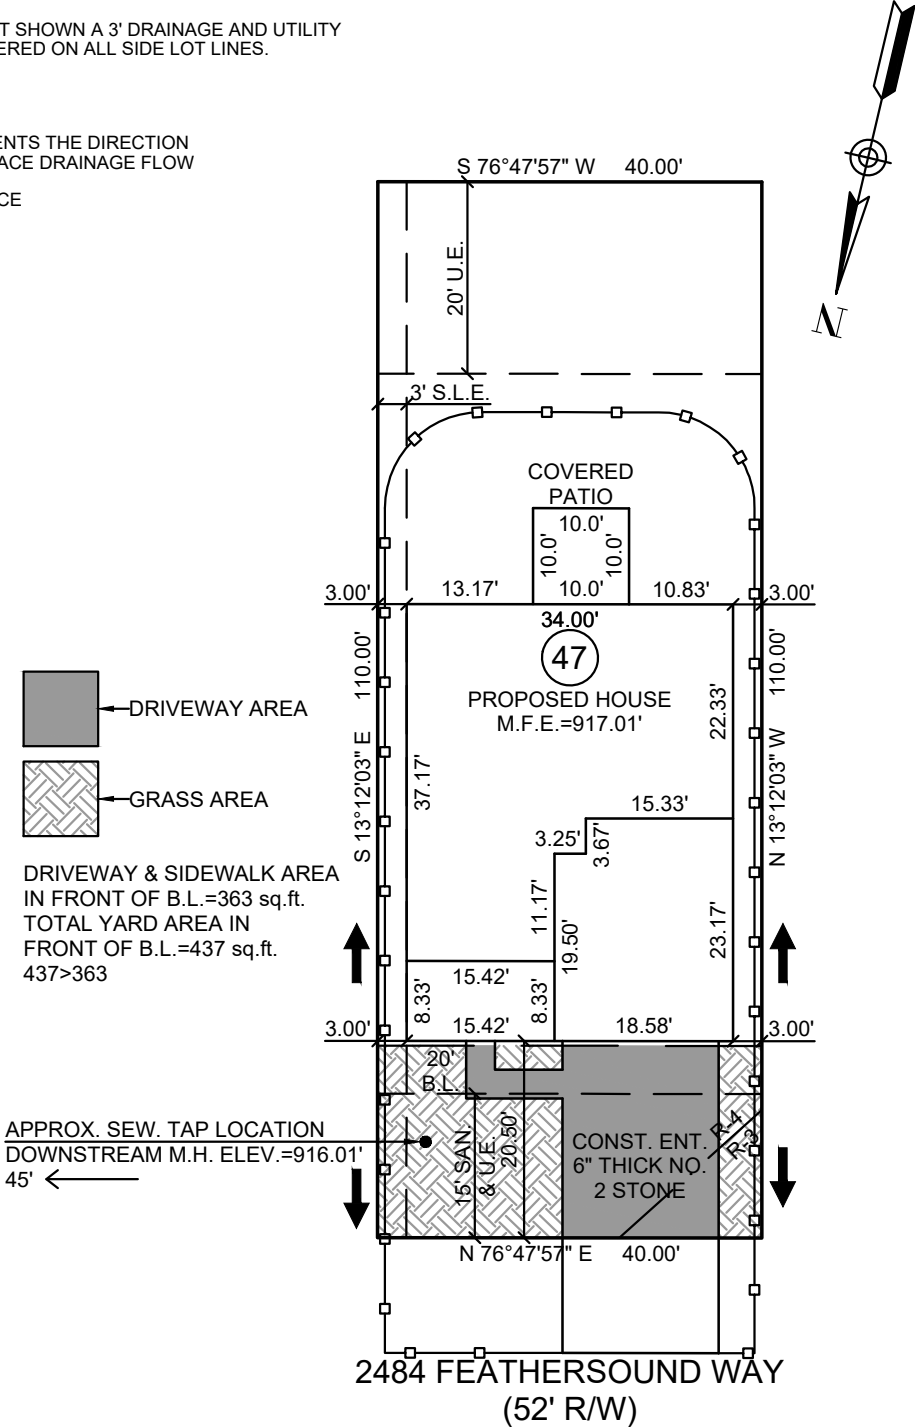 T SHOWN A 3' DRAINAGE AND UTILITY
ERED ON ALL SIDE LOT LINES.
ENTS THE DIRECTION
ACE DRAINAGE FLOW
CE
N
S 76°47'57" W 40.00'
20' U.E.
3' S.L.E.
COVERED
PATIO
10.0'
10.0'
10.0'
10.0'
3.00'
13.17'
10.83'
3.00'
34.00'
47
PROPOSED HOUSE
M.F.E.=917.01'
S 13°12'03" E 110.00'
N 13°12'03" W 110.00'
37.17'
22.33'
15.33'
3.25'
3.67'
11.17'
19.50'
23.17'
DRIVEWAY AREA
GRASS AREA
DRIVEWAY & SIDEWALK AREA
IN FRONT OF B.L.=363 sq.ft.
TOTAL YARD AREA IN
FRONT OF B.L.=437 sq.ft.
437>363
15.42'
8.33'
8.33'
3.00'
15.42'
18.58'
3.00'
20'
B.L.
15' SAN.
& U.E.
20.50'
CONST. ENT.
6" THICK NO.
2 STONE
R-4
R-3
APPROX. SEW. TAP LOCATION
DOWNSTREAM M.H. ELEV.=916.01'
45'
N 76°47'57" E 40.00'
2484 FEATHERSOUND WAY
(52' R/W)